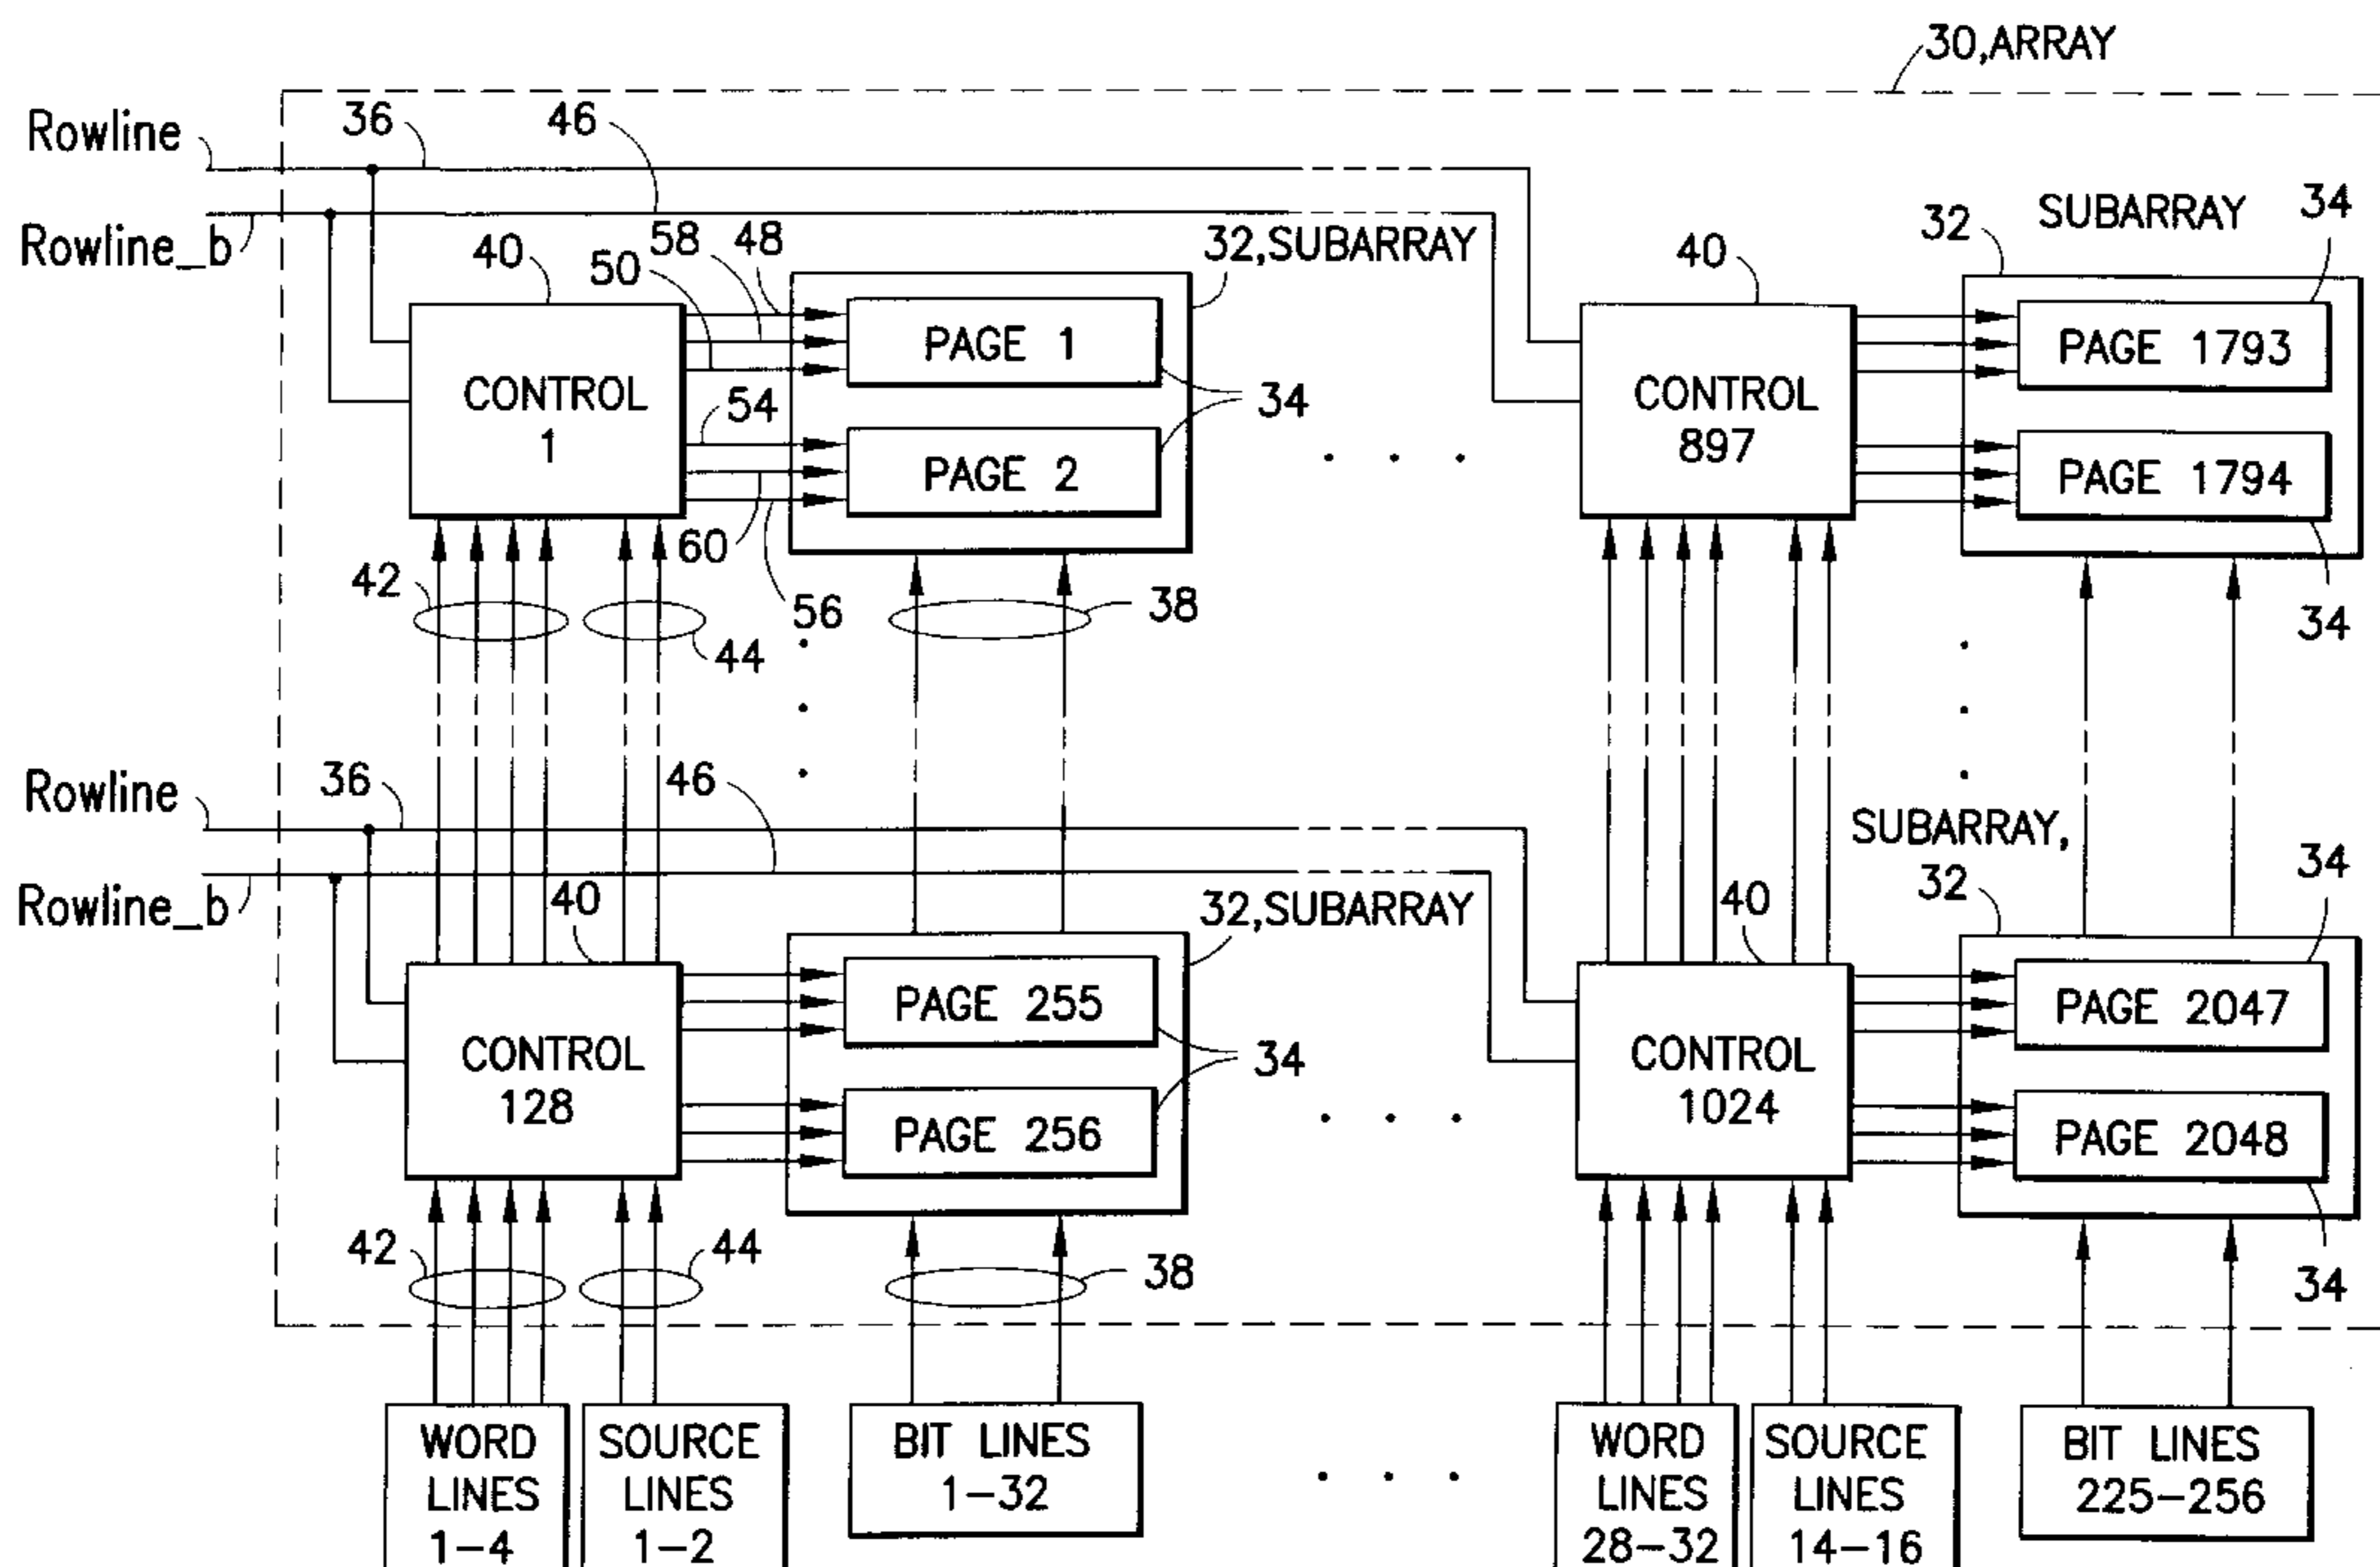 30,ARRAY
Rowline
36
46
Rowline_b
40
50
58
48
32,SUBARRAY
40
32
SUBARRAY
34
CONTROL
1
PAGE 1
34
54
PAGE 2
60
56
. . .
CONTROL
897
PAGE 1793
PAGE 1794
34
42
44
38
Rowline
36
46
Rowline_b
40
32,SUBARRAY
SUBARRAY,
40
32
34
CONTROL
128
PAGE 255
34
PAGE 256
. . .
CONTROL
1024
PAGE 2047
PAGE 2048
34
42
44
38
WORD
LINES
1-4
SOURCE
LINES
1-2
BIT LINES
1-32
. . .
WORD
LINES
28-32
SOURCE
LINES
14-16
BIT LINES
225-256